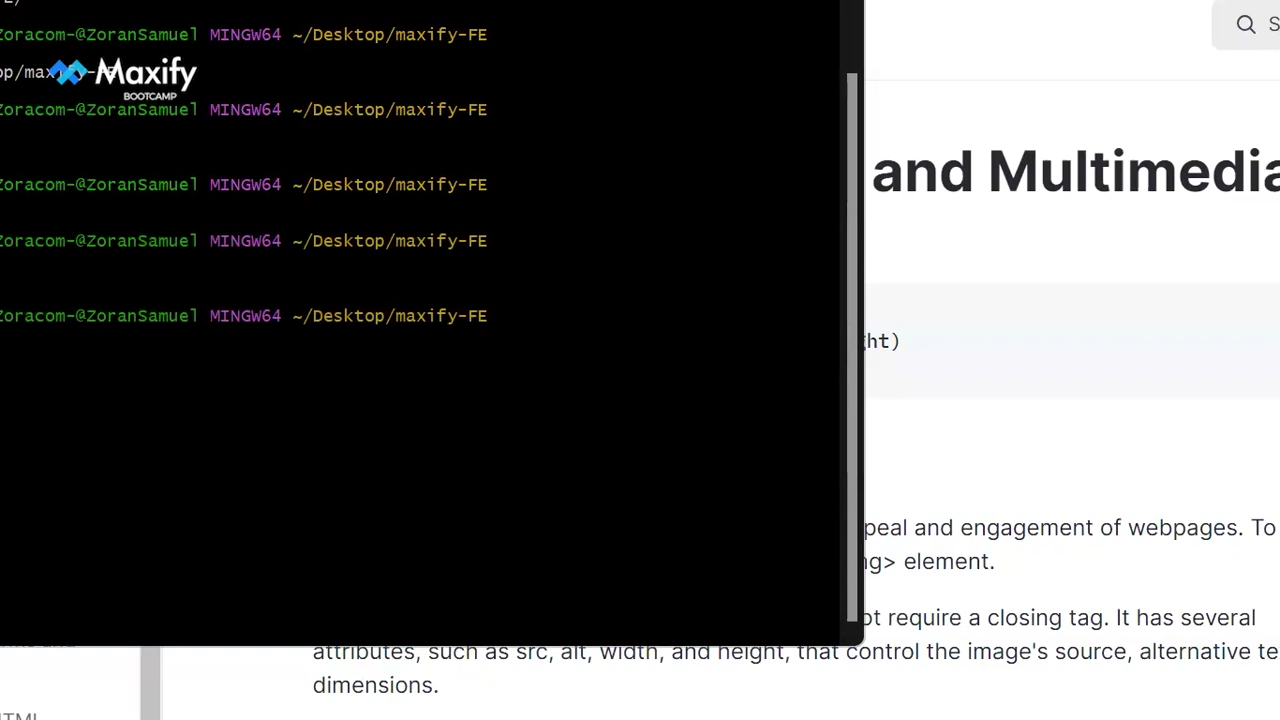 Zoracom-@ZoranSamuel MINGW64 ~/Desktop/maxify-FE
Maxify
BOOTCAMP
Zoracom-@ZoranSamuel MINGW64 ~/Desktop/maxify-FE
Zoracom-@ZoranSamuel MINGW64 ~/Desktop/maxify-FE
Zoracom-@ZoranSamuel MINGW64 ~/Desktop/maxify-FE
Zoracom-@ZoranSamuel MINGW64 ~/Desktop/maxify-FE
S
and Multimedia
ht)
peal and engagement of webpages. To
g> element.
ot require a closing tag. It has several
attributes, such as src, alt, width, and height, that control the image's source, alternative te
dimensions.